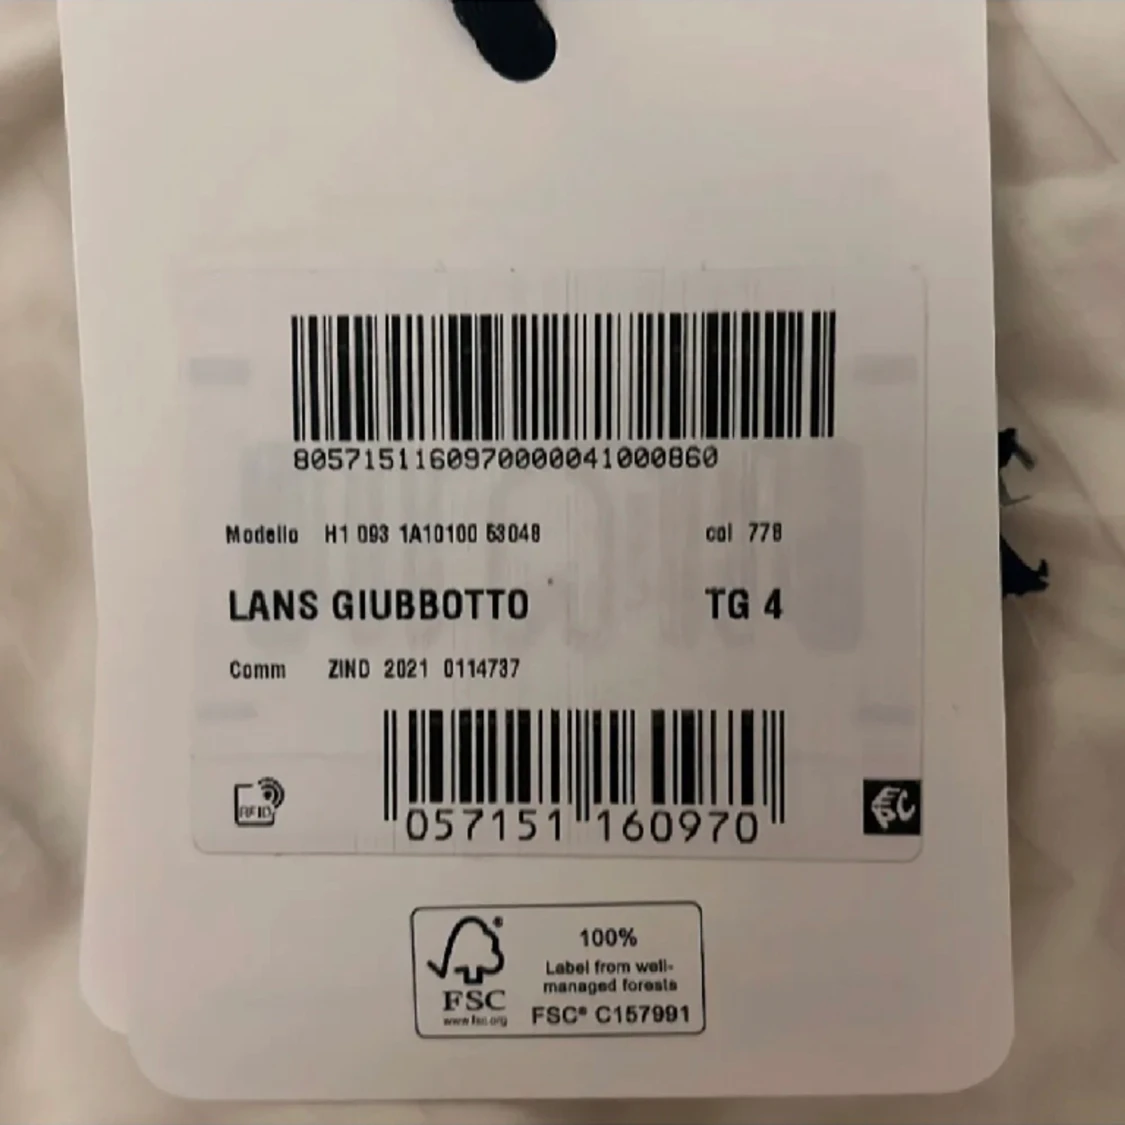 8057151160970000041000860
Modello H1 093 1A10100 53048 col 778
LANS GIUBBOTTO TG 4
Comm ZIND 2021 0114737
RFID
057151 160970
100%
Label from well-
managed forests
FSC
www.fsc.org
FSC® C157991